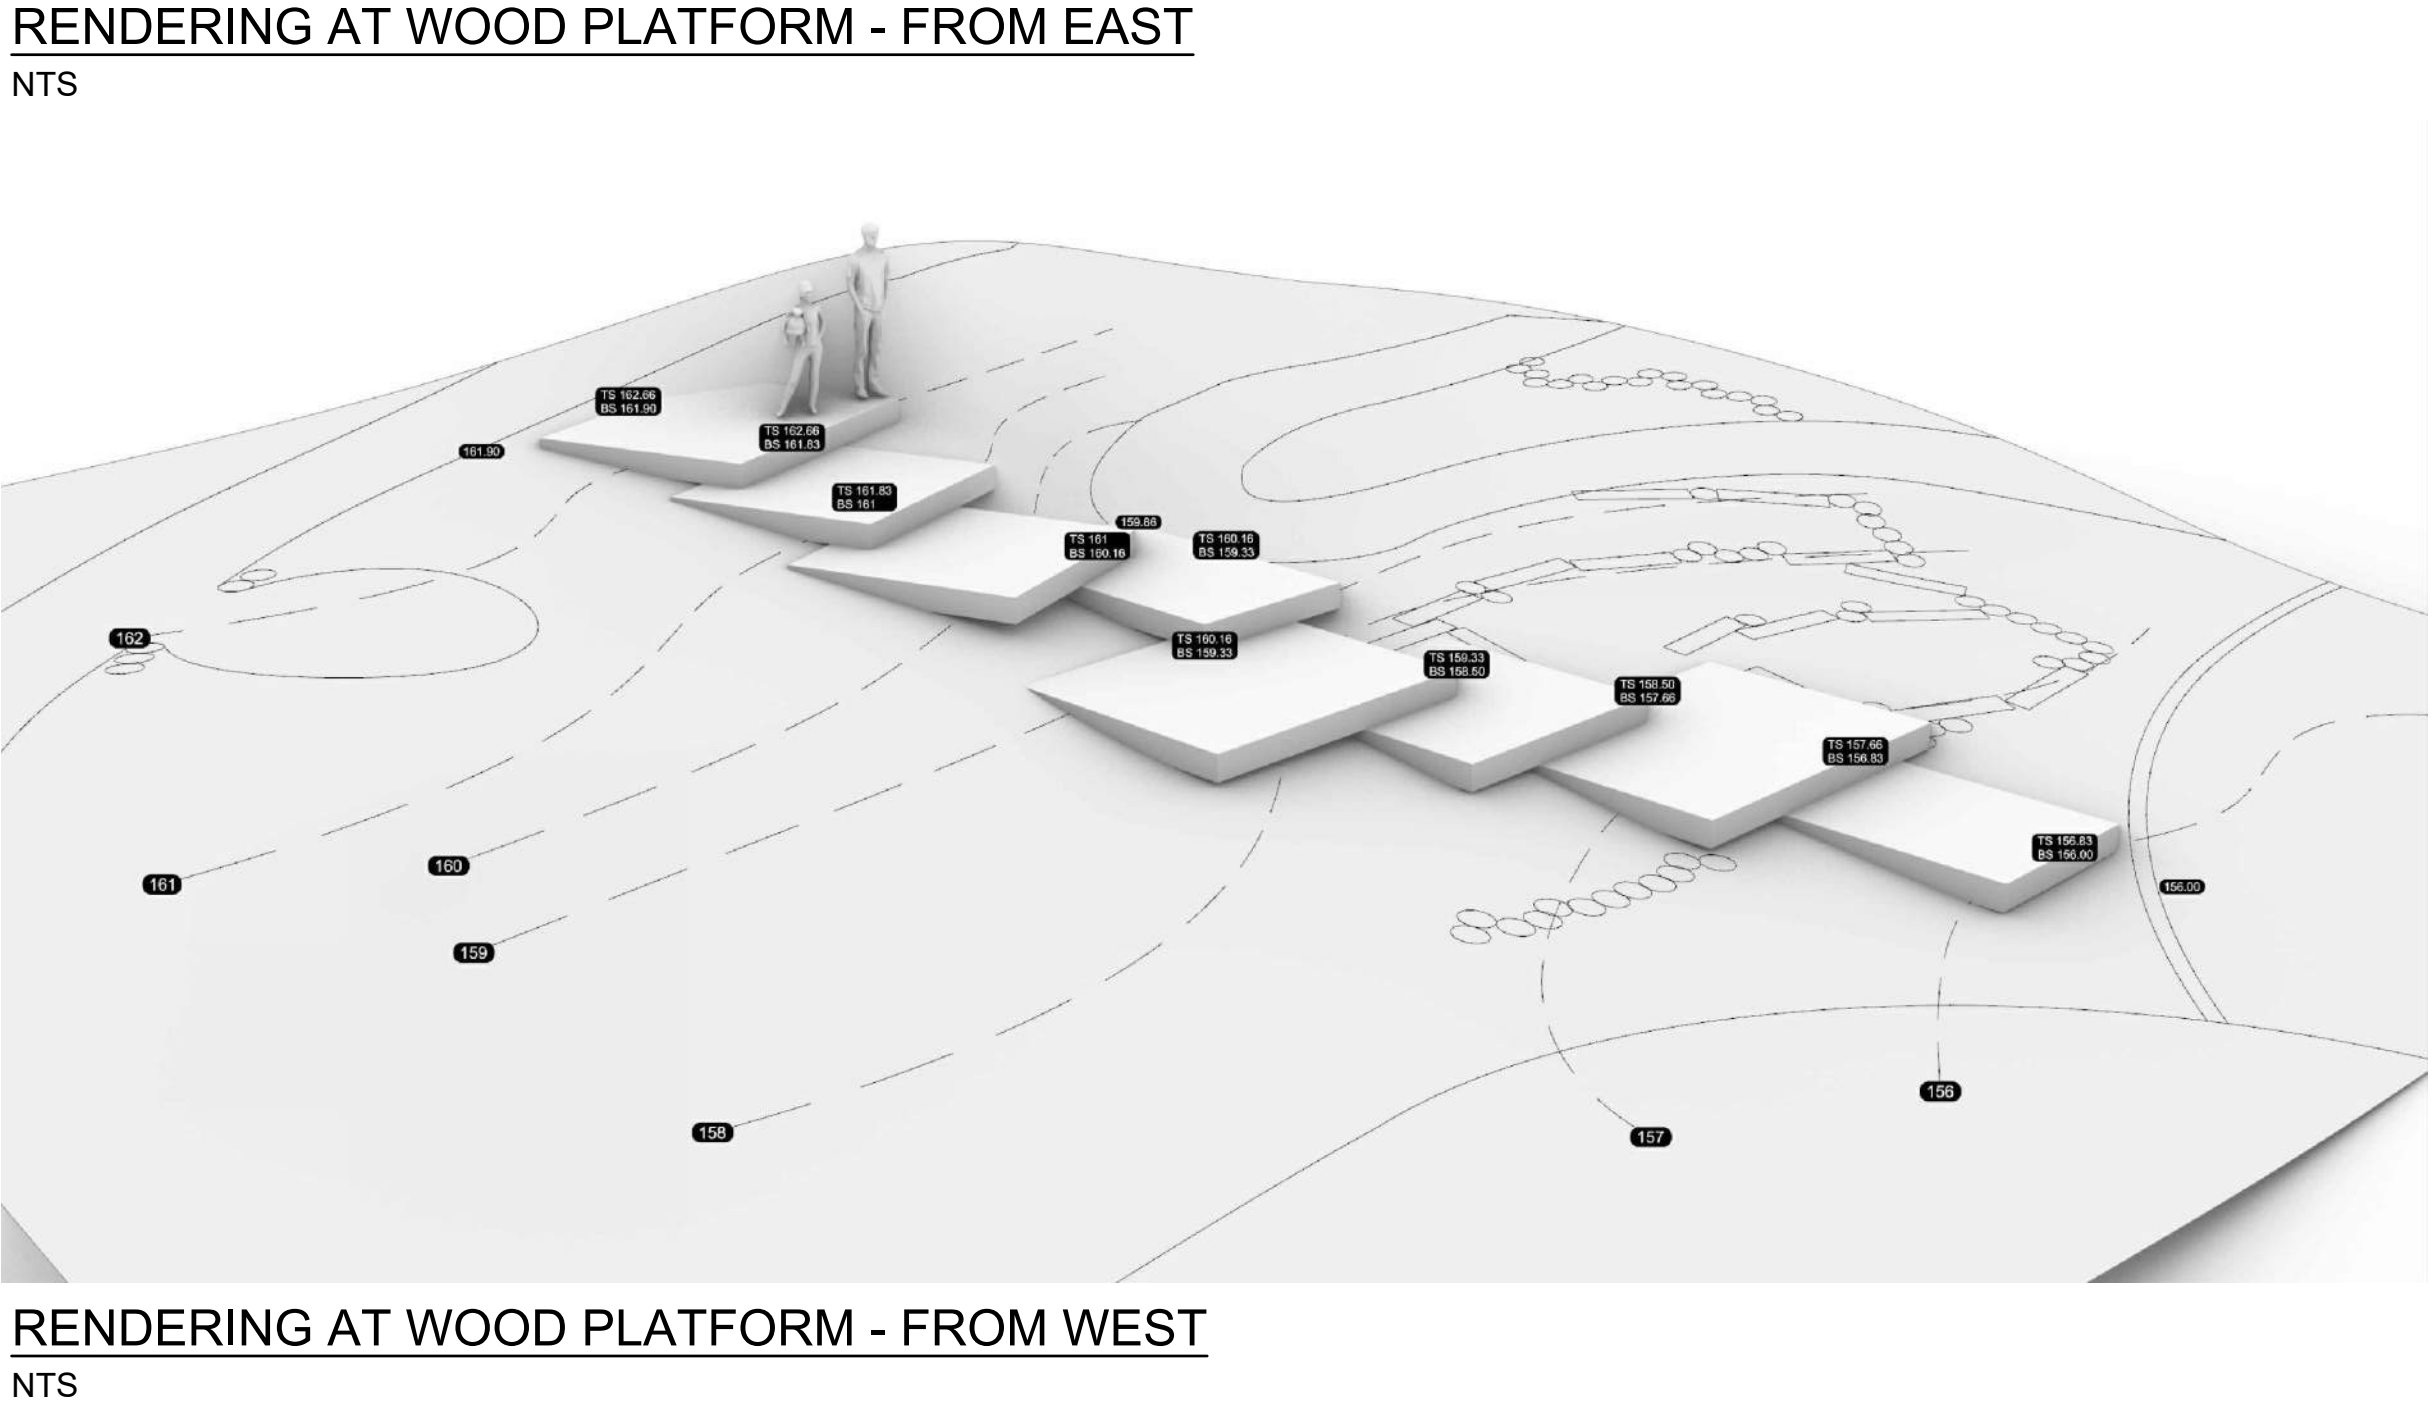 RENDERING AT WOOD PLATFORM - FROM EAST
NTS
TS 162.66
BS 161.90
TS 162.66
BS 161.83
161.90
TS 161.83
BS 161
159.66
TS 161
BS 160.16
TS 160.16
BS 159.33
162
TS 160.16
BS 159.33
TS 159.33
BS 158.50
TS 158.50
BS 157.66
TS 157.66
BS 156.83
TS 156.83
BS 156.00
160
161
156.00
159
156
158
157
RENDERING AT WOOD PLATFORM - FROM WEST
NTS